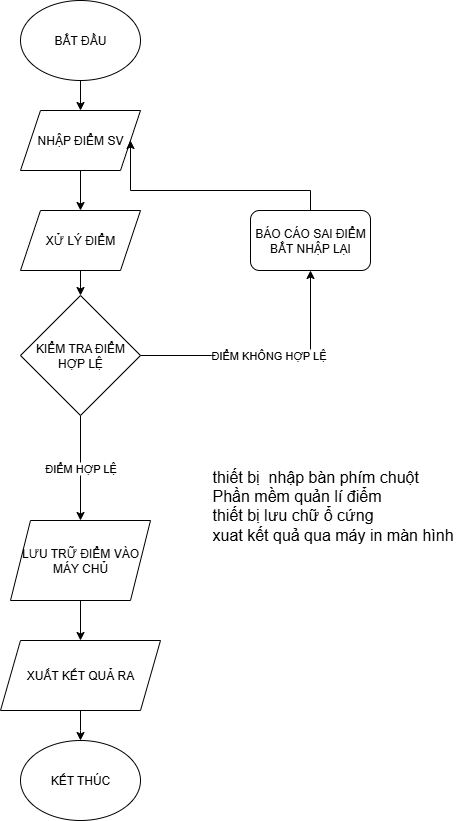 BẮT ĐẦU
NHẬP ĐIỂM SV
XỬ LÝ ĐIỂM
BÁO CÁO SAI ĐIỂM
BẮT NHẬP LẠI
KIỂM TRA ĐIỂM
HỢP LỆ
ĐIỂM KHÔNG HỢP LỆ
ĐIỂM HỢP LỆ
thiết bị  nhập bàn phím chuột
Phần mềm quản lí điểm
thiết bị lưu chữ ổ cứng
xuat kết quả qua máy in màn hình
LƯU TRỮ ĐIỂM VÀO
MÁY CHỦ
XUẤT KẾT QUẢ RA
KẾT THÚC